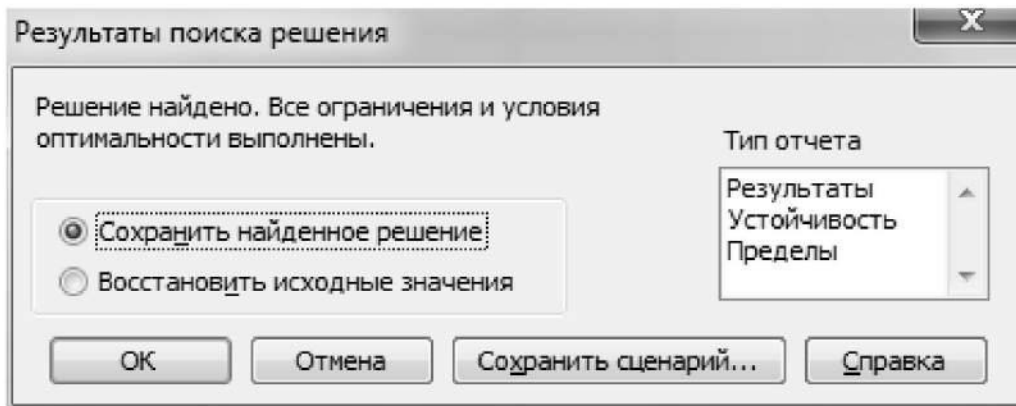 Результаты поиска решения
Решение найдено. Все ограничения и условия
оптимальности выполнены.
Тип отчета
Результаты
Устойчивость
Пределы
Сохранить найденное решение
Восстановить исходные значения
ОК
Отмена
Сохранить сценарий...
Справка